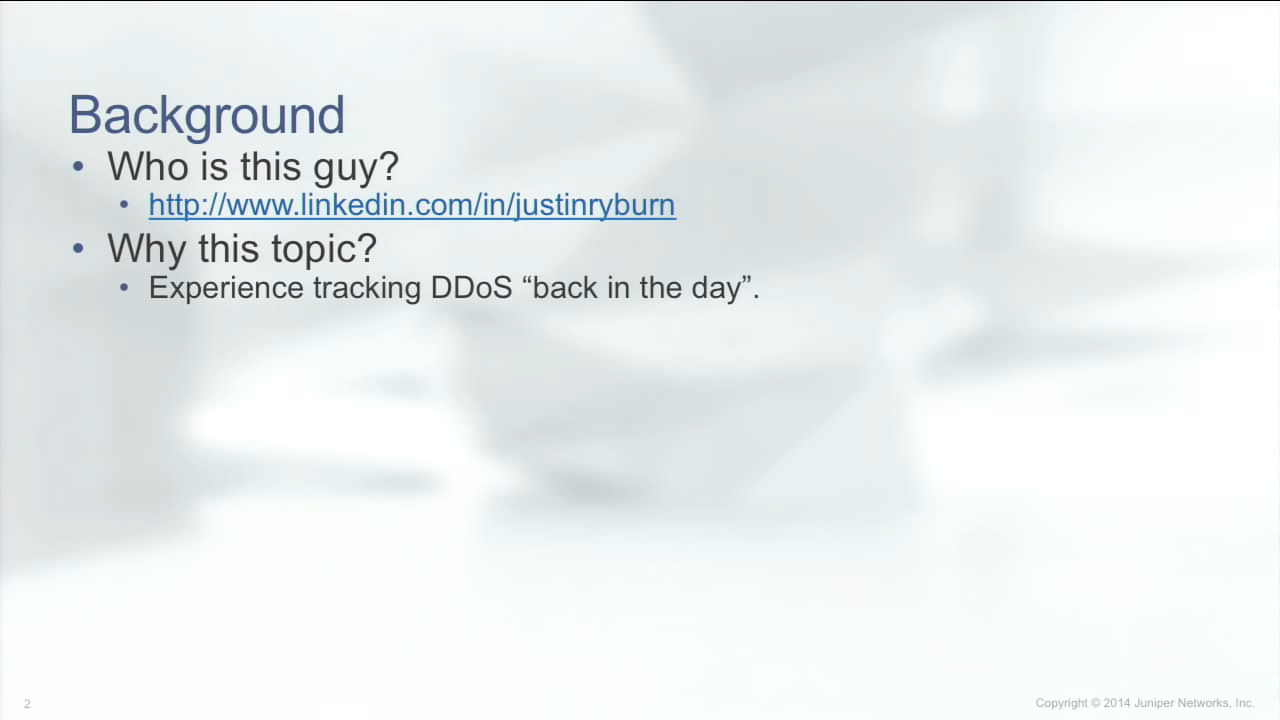 Background
• Who is this guy?
• http://www.linkedin.com/in/justinryburn
• Why this topic?
• Experience tracking DDoS “back in the day”.
2
Copyright © 2014 Juniper Networks, Inc.